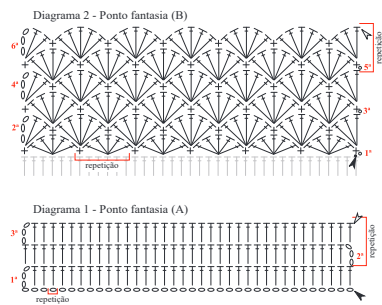 Diagrama 2 - Ponto fantasia (B)
6ª
5ª
repetição
4ª
3ª
2ª
1ª
repetição
Diagrama 1 - Ponto fantasia (A)
3ª
2ª
repetição
1ª
repetição